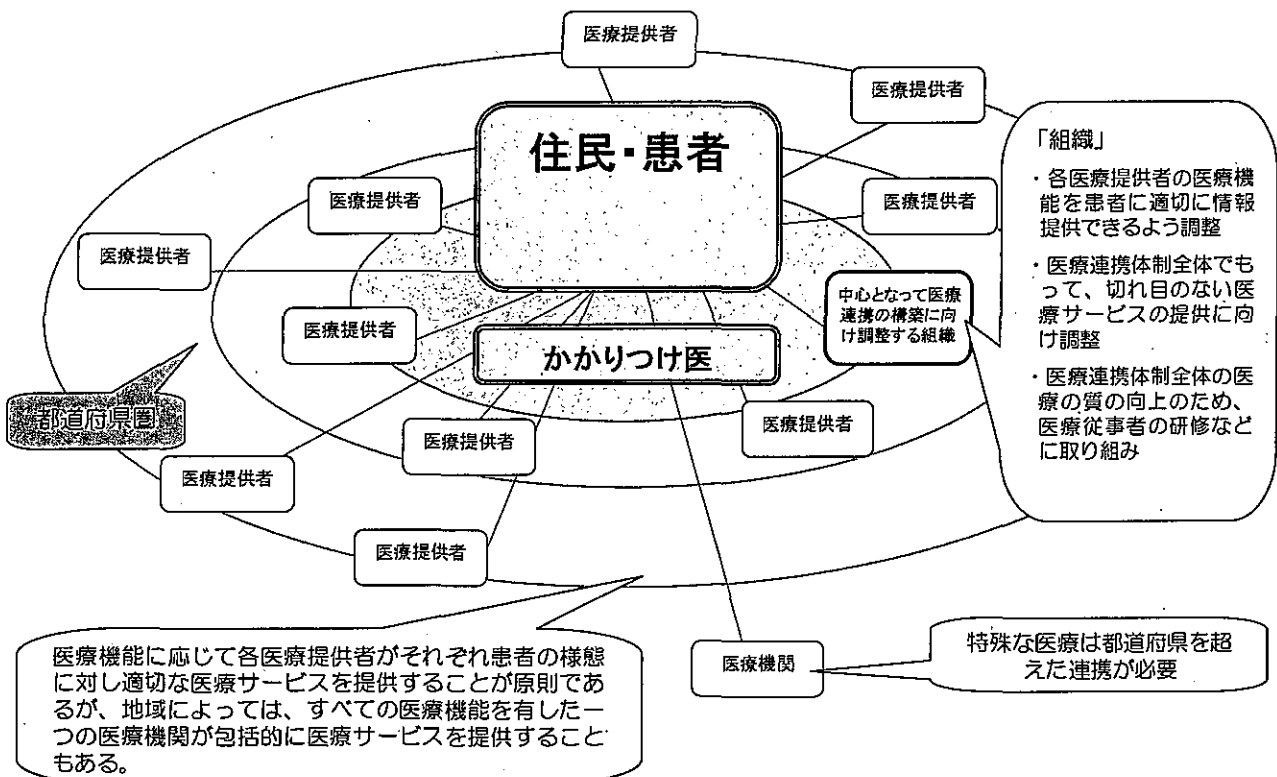 医療提供者
医療提供者
住民・患者
「組織」
・各医療提供者の医療機
能を患者に適切に情報
提供できるよう調整
・医療連携体制全体でも
って、切れ目のない医
療サービスの提供に向
け調整
・医療連携体制全体の医
療の質の向上のため、
医療従事者の研修など
に取り組み
医療提供者
医療提供者
医療提供者
医療提供者
中心となって医療
連携の構築に向
け調整する組織
かかりつけ医
都道府県圏
医療提供者
医療提供者
医療提供者
医療提供者
医療機能に応じて各医療提供者がそれぞれ患者の様態
に対し適切な医療サービスを提供することが原則であ
るが、地域によっては、すべての医療機能を有した一
つの医療機関が包括的に医療サービスを提供すること
もある。
医療機関
特殊な医療は都道府県を超
えた連携が必要